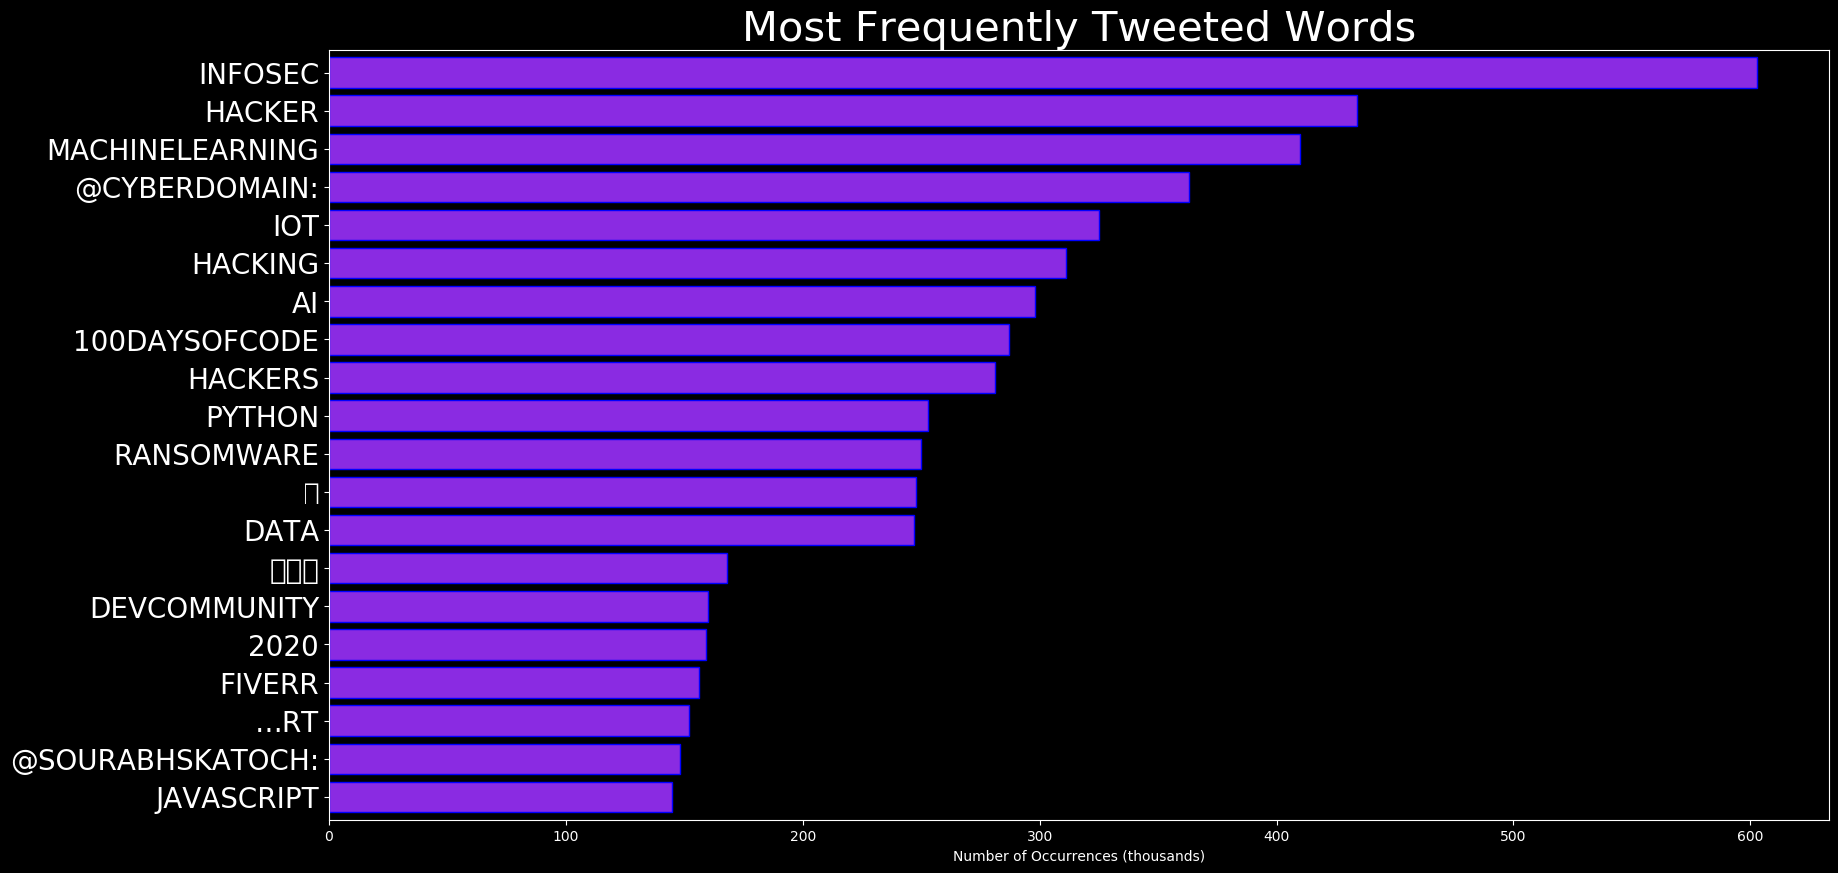 Most Frequently Tweeted Words
INFOSEC
HACKER
MACHINELEARNING
@CYBERDOMAIN:
IOT
HACKING
AI
100DAYSOFCODE
HACKERS
PYTHON
RANSOMWARE
DATA
DEVCOMMUNITY
2020
FIVERR
…RT
@SOURABHSKATOCH:
JAVASCRIPT
0 100 200 300 400 500 600
Number of Occurrences (thousands)